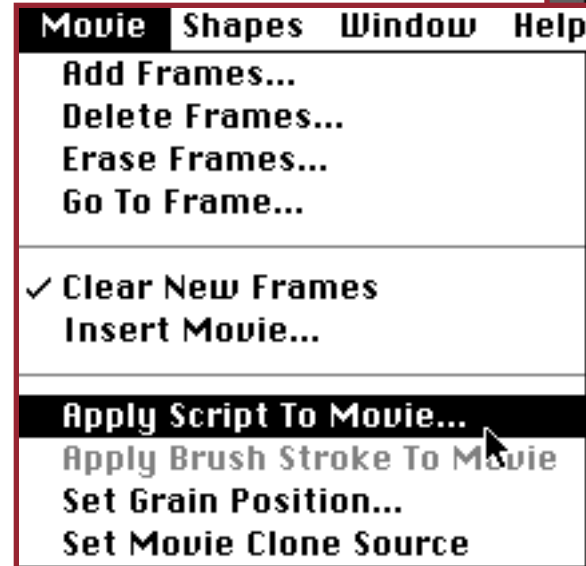 Movie Shapes Window Help
Add Frames...
Delete Frames...
Erase Frames...
Go To Frame...
✓ Clear New Frames
Insert Movie...
Apply Script To Movie...
Apply Brush Stroke To Movie
Set Grain Position...
Set Movie Clone Source